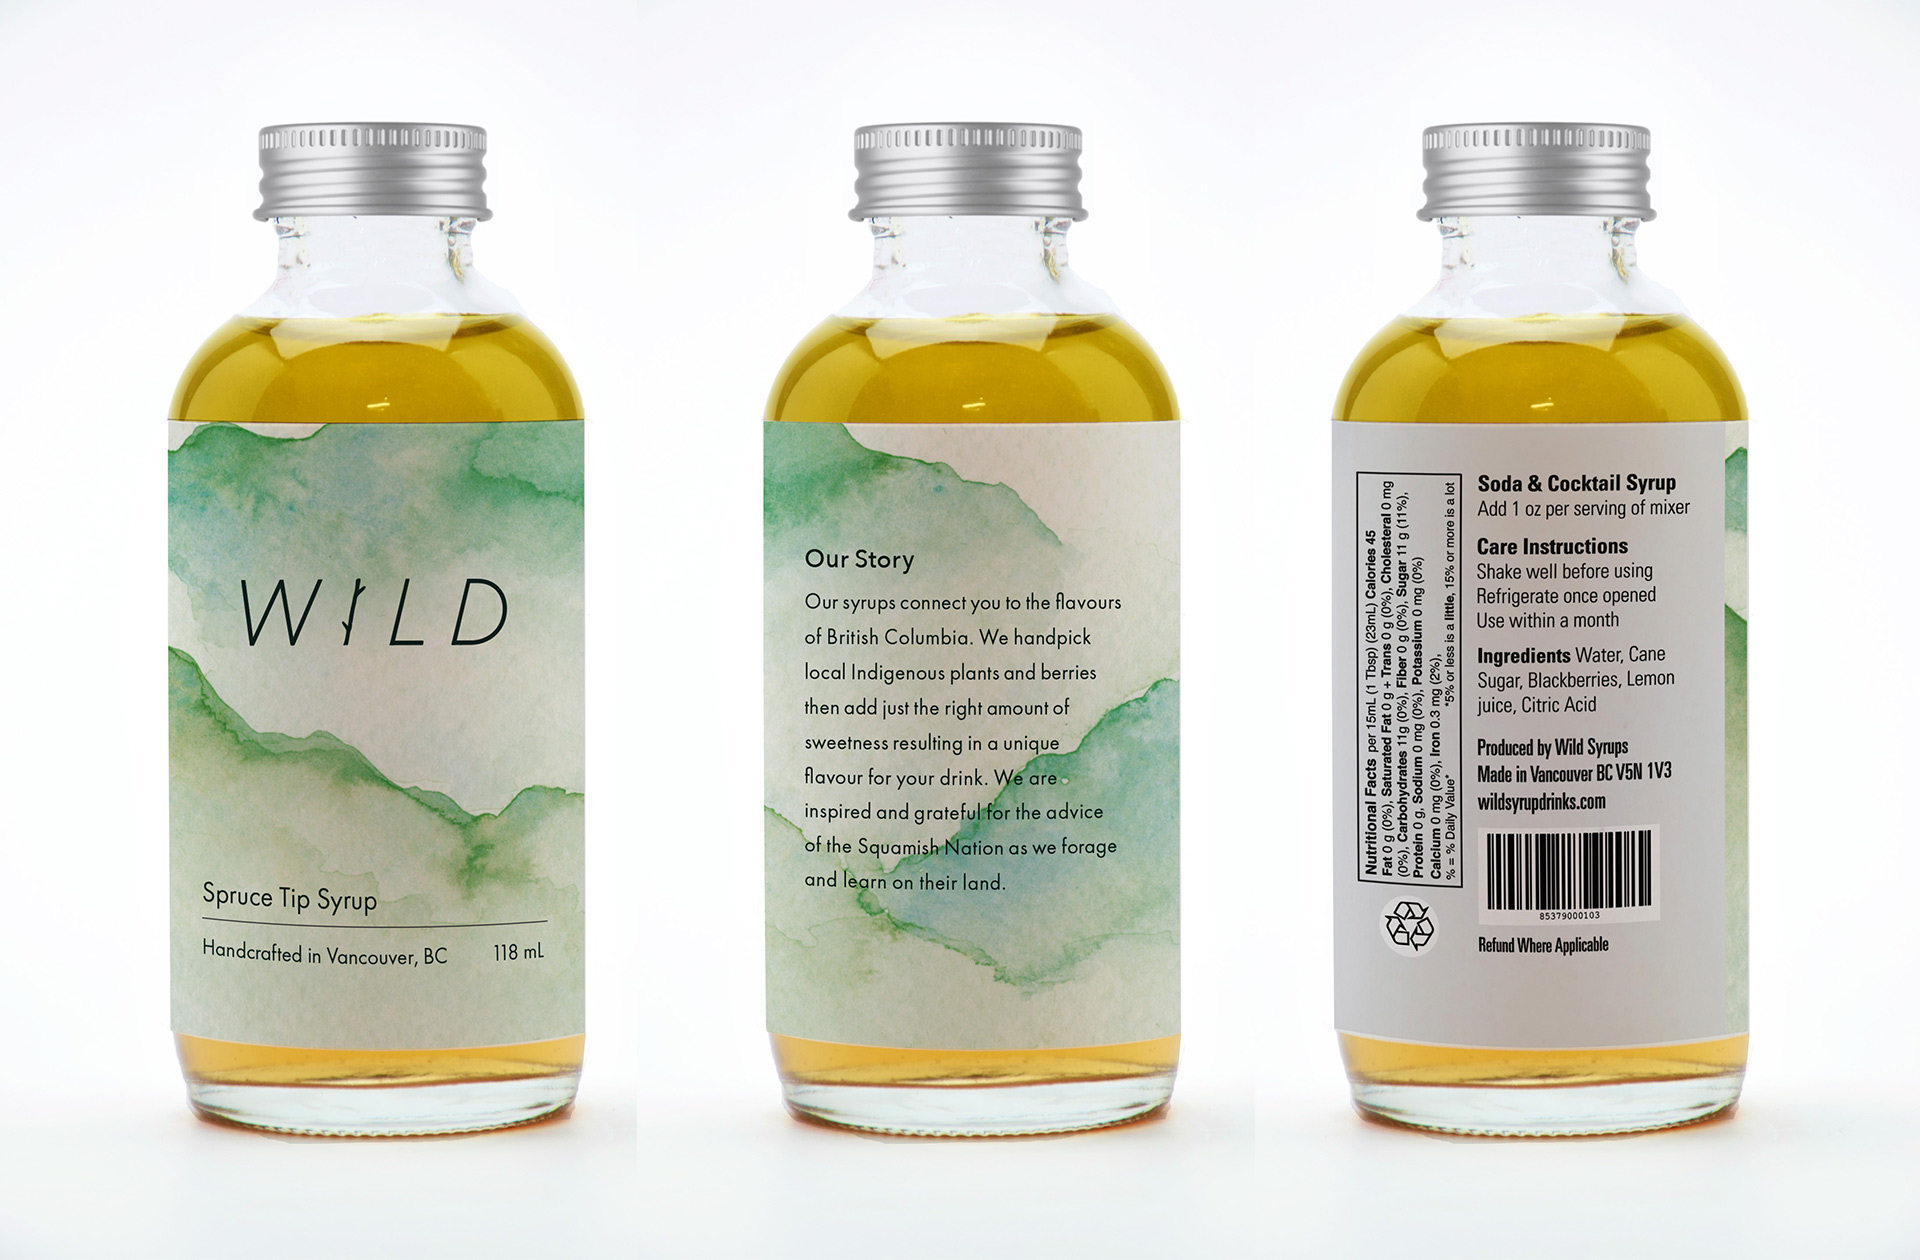 WILD
Spruce Tip Syrup
Handcrafted in Vancouver, BC 118 mL
Our Story
Our syrups connect you to the flavours
of British Columbia. We handpick
local Indigenous plants and berries
then add just the right amount of
sweetness resulting in a unique
flavour for your drink. We are
inspired and grateful for the advice
of the Squamish Nation as we forage
and learn on their land.
Nutritional Facts per 15mL (1 Tbsp) (23mL) Calories 45
Fat 0 g (0%), Saturated Fat 0 g + Trans 0 g (0%), Cholesteral 0 mg
(0%), Carbohydrates 11g (0%), Fiber 0 g (0%), Sugar 11 g (11%),
Protein 0 g, Sodium 0 mg (0%), Potassium 0 mg (0%)
Calcium 0 mg (0%), Iron 0.3 mg (2%),
% = % Daily Value* *5% or less is a little, 15% or more is a lot
Soda & Cocktail Syrup
Add 1 oz per serving of mixer
Care Instructions
Shake well before using
Refrigerate once opened
Use within a month
Ingredients Water, Cane
Sugar, Blackberries, Lemon
juice, Citric Acid
Produced by Wild Syrups
Made in Vancouver BC V5N 1V3
wildsyrupdrinks.com
85379000103
Refund Where Applicable